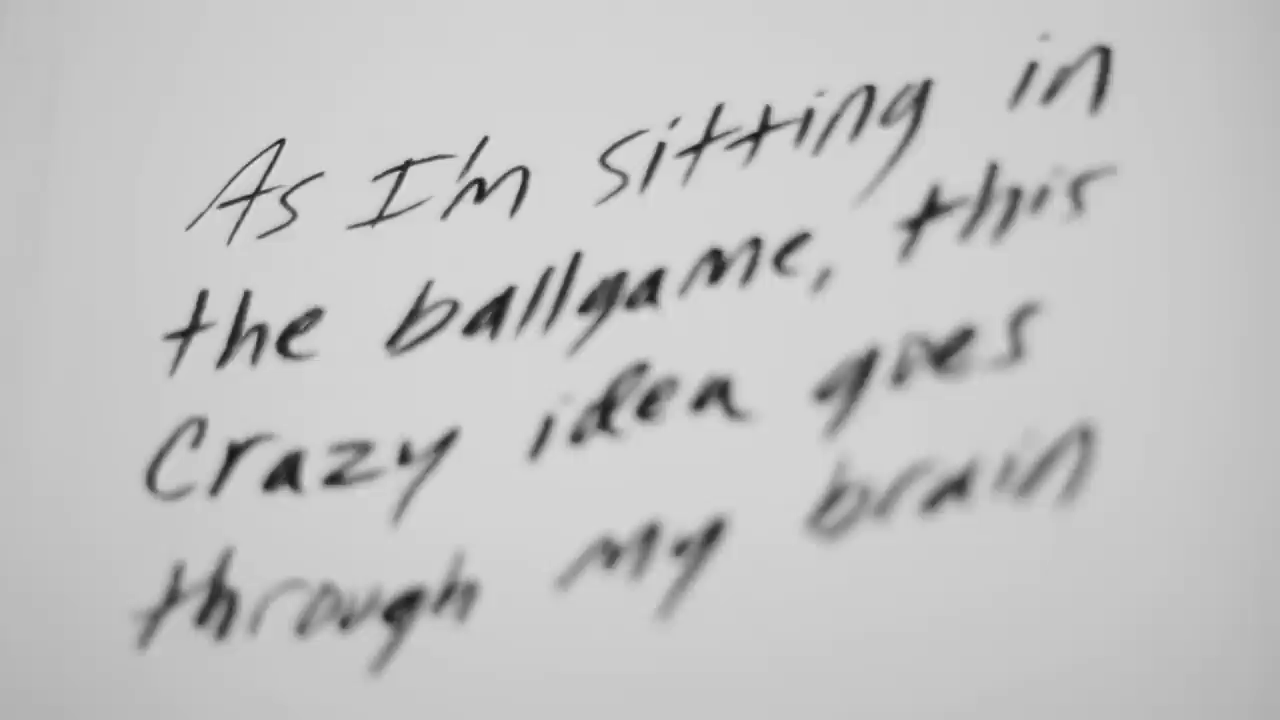 As I'm sitting in
the ballgame, this
crazy idea goes
through my brain